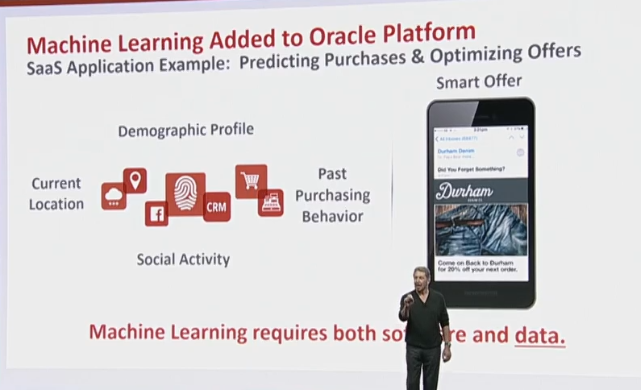 Machine Learning Added to Oracle Platform
SaaS Application Example: Predicting Purchases & Optimizing Offers
Smart Offer
Demographic Profile
Current
Location
f
CRM
Past
Purchasing
Behavior
Social Activity
Durham Denim
Did You Forget Something?
Durham
Come on Back to Durham
for 20% off your next order.
Machine Learning requires both so re and data.